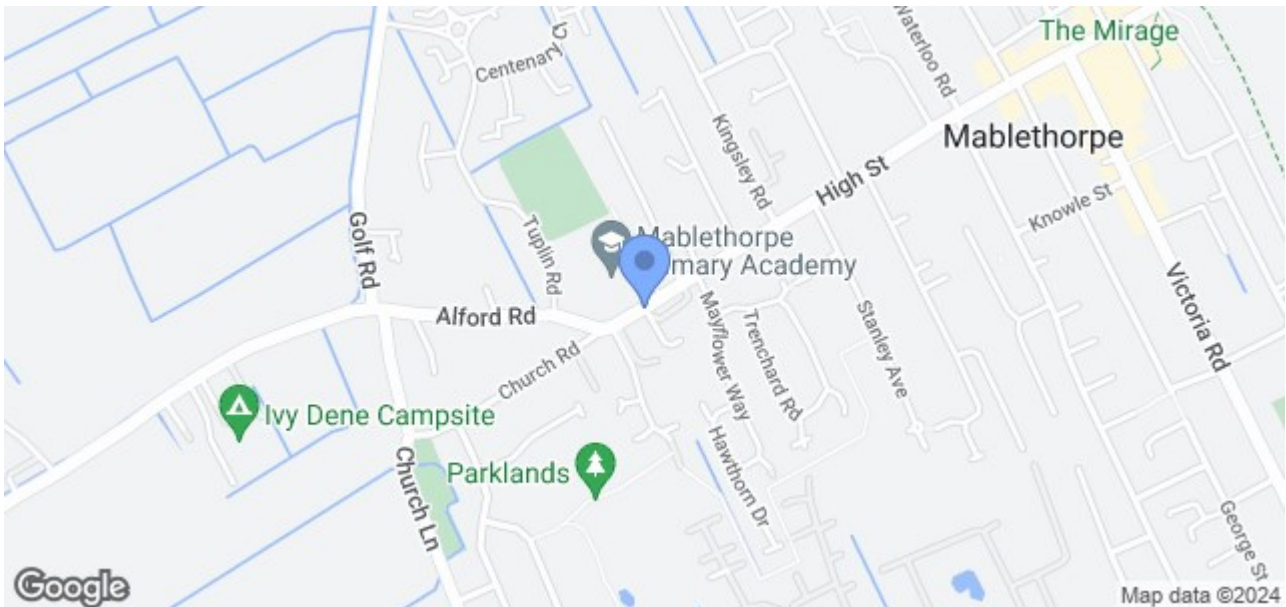 The Mirage
Waterloo Rd
Centenary Cl
Mablethorpe
Kingsley Rd
High St
Knowle St
Golf Rd
Tuplin Rd
Mablethorpe
Primary Academy
Alford Rd
Mayflower Way
Trenchard Rd
Stanley Ave
Victoria Rd
Church Rd
Ivy Dene Campsite
Parklands
Hawthorn Dr
Church Ln
George St
Google
Map data ©2024